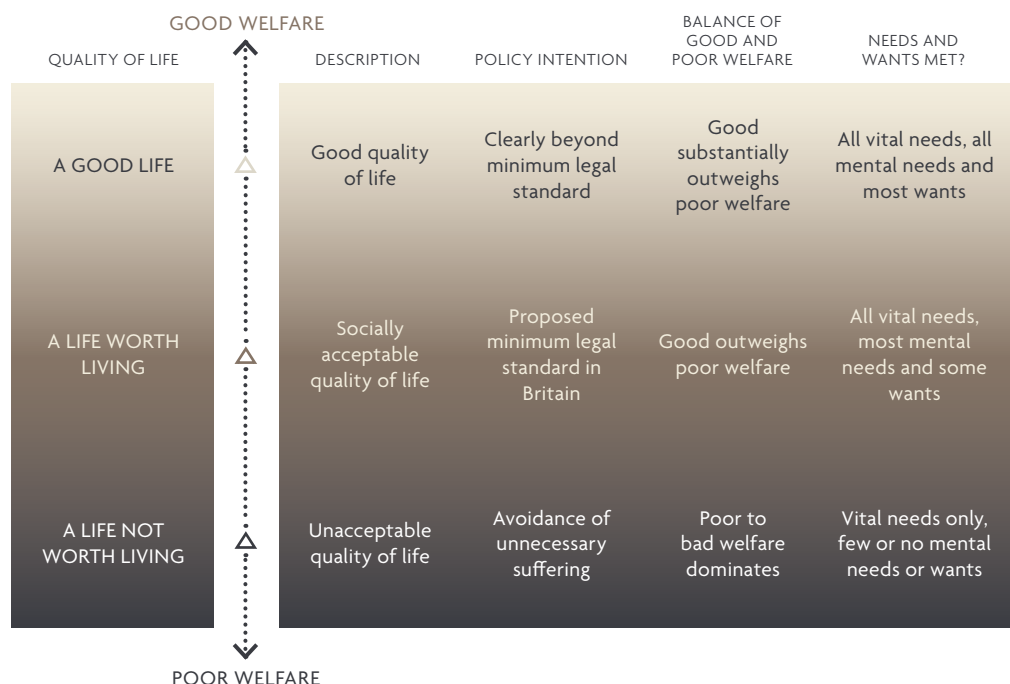 GOOD WELFARE
QUALITY OF LIFE
DESCRIPTION
POLICY INTENTION
BALANCE OF
GOOD AND
POOR WELFARE
NEEDS AND
WANTS MET?
A GOOD LIFE
Good quality
of life
Clearly beyond
minimum legal
standard
Good
substantially
outweighs
poor welfare
All vital needs, all
mental needs and
most wants
A LIFE WORTH
LIVING
Socially
acceptable
quality of life
Proposed
minimum legal
standard in
Britain
Good outweighs
poor welfare
All vital needs,
most mental
needs and some
wants
A LIFE NOT
WORTH LIVING
Unacceptable
quality of life
Avoidance of
unnecessary
suffering
Poor to
bad welfare
dominates
Vital needs only,
few or no mental
needs or wants
POOR WELFARE